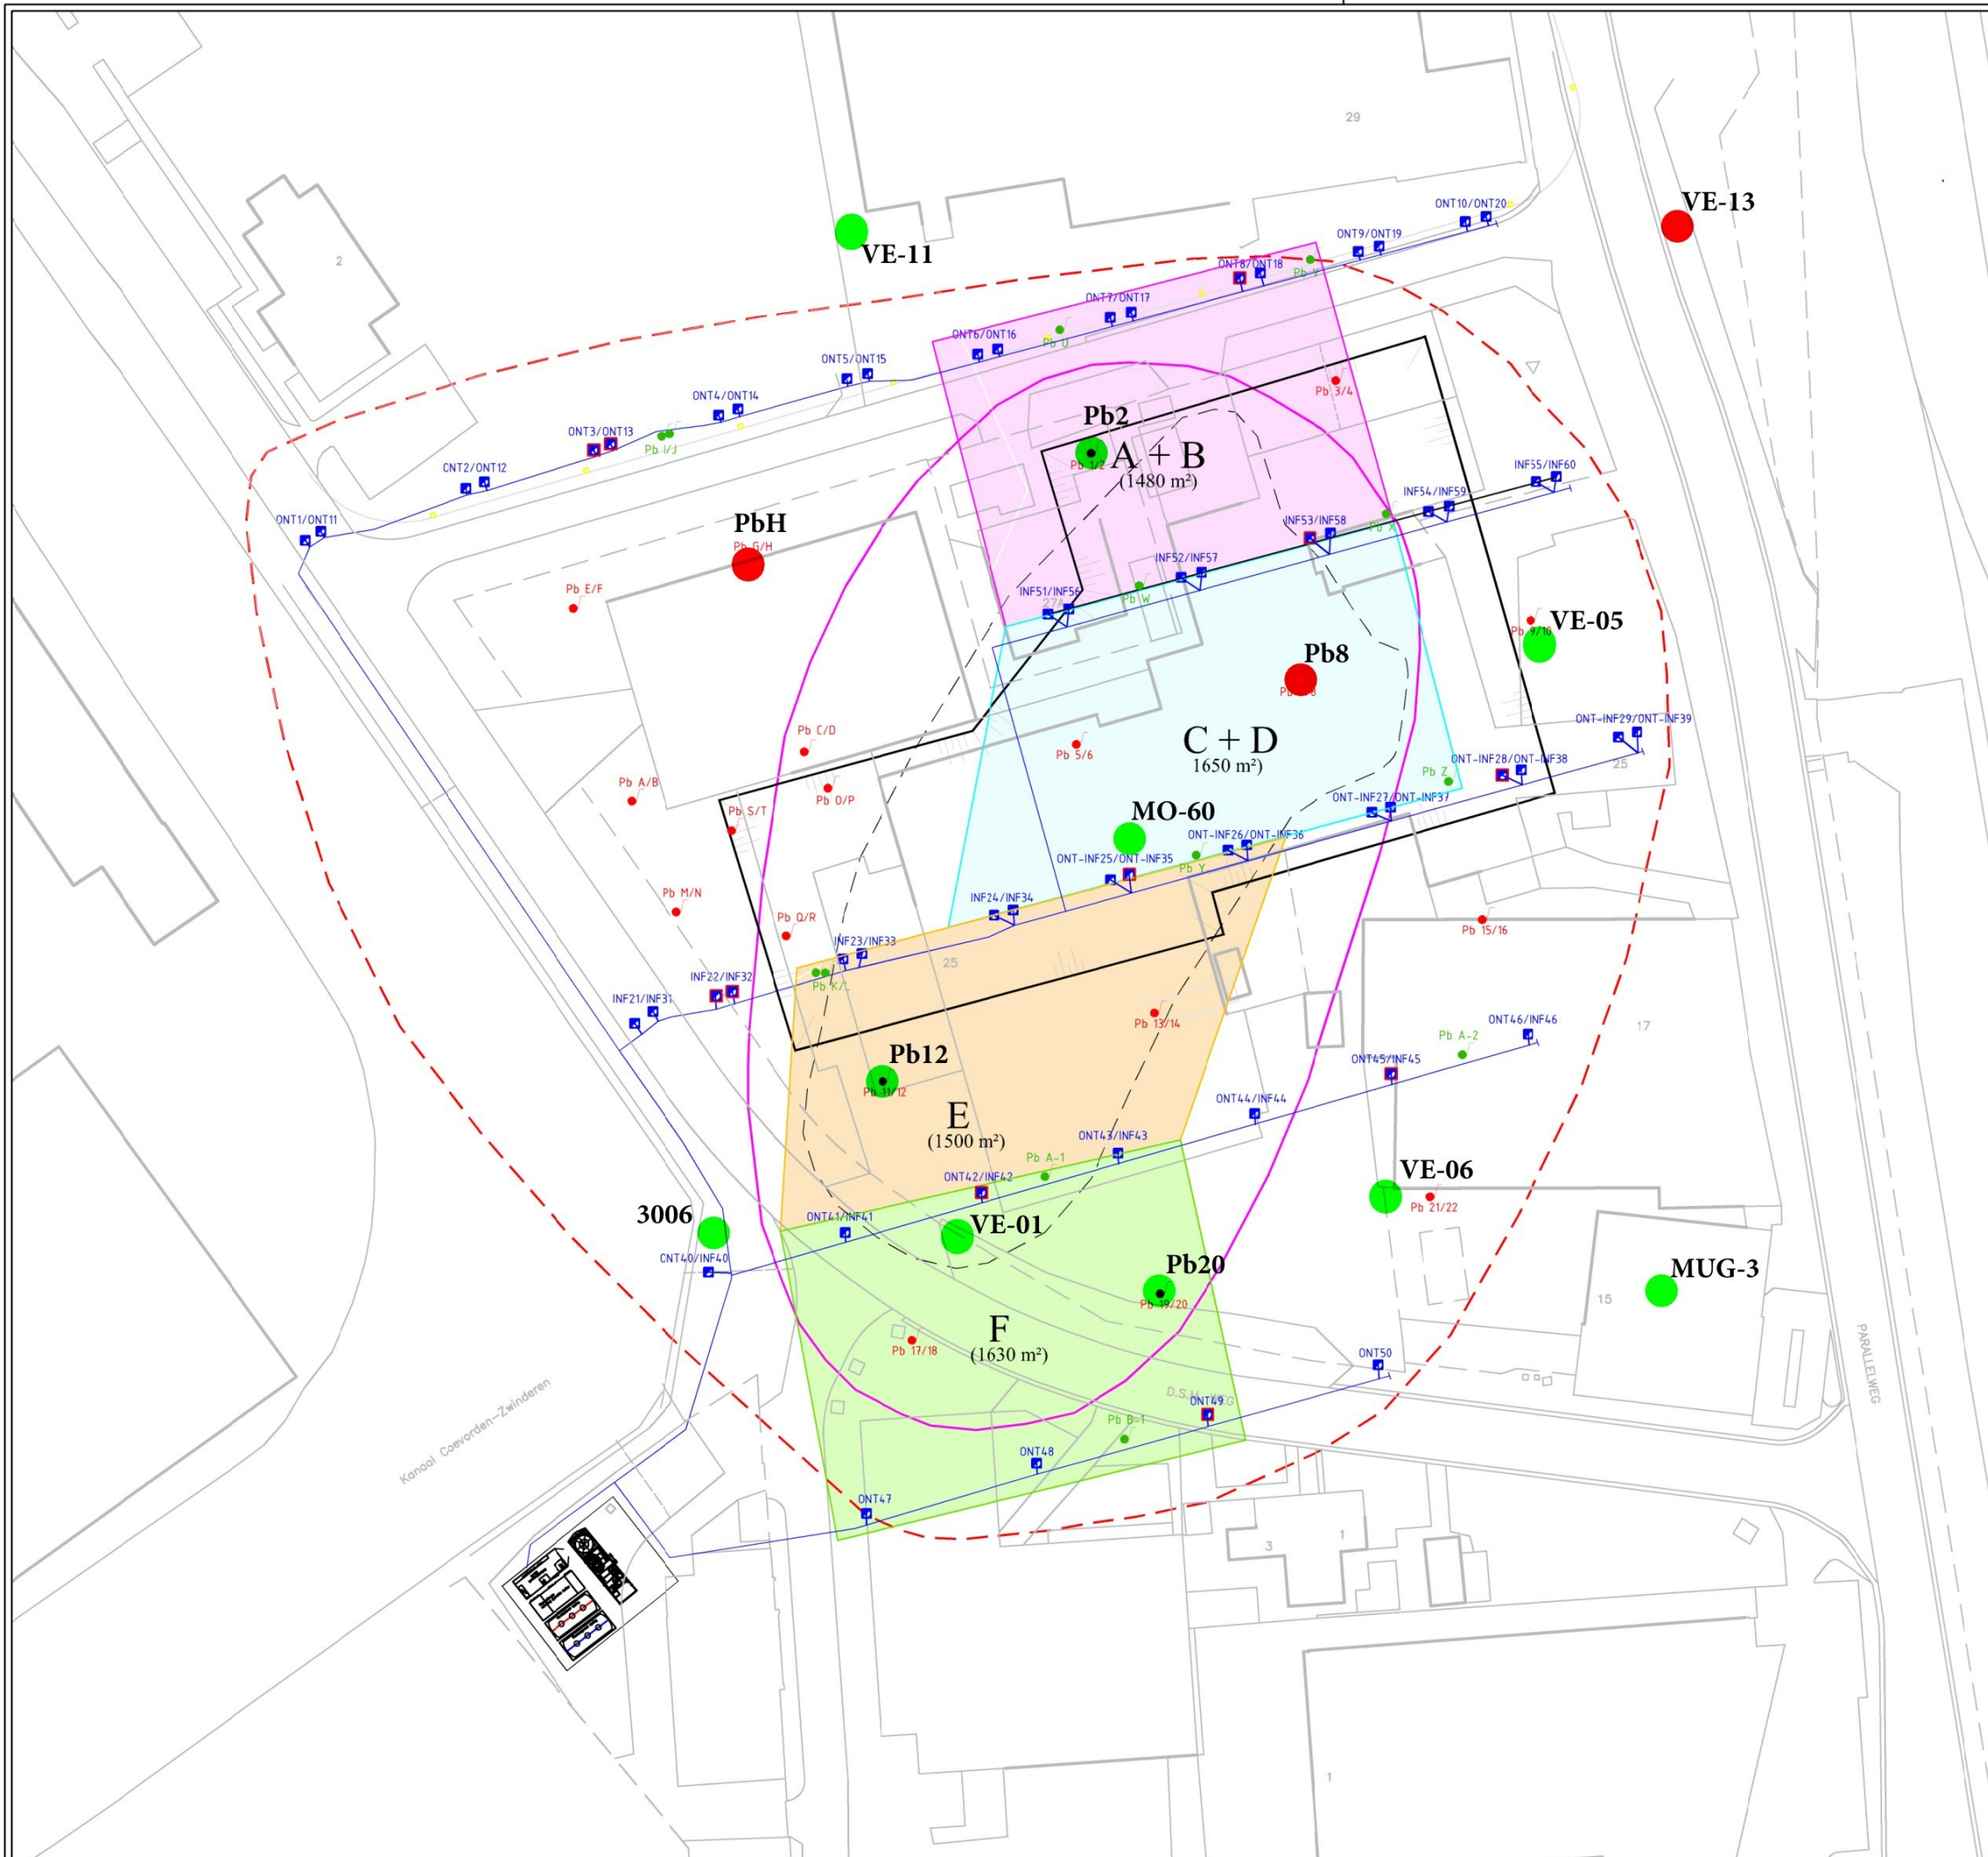 29
VE-13
ONT10/ONT20
2
VE-11
ONT9/ONT19
ONT8/ONT18
Pb V
ONT7/ONT17
ONT6/ONT16
Pb U
ONT5/ONT15
Pb 3/4
ONT4/ONT14
Pb2
ONT3/ONT13
Pb I/J
A + B
Pb 1/2
(1480 m²)
CNT2/ONT12
INF55/INF60
INF54/INF59
ONT1/ONT11
PbH
INF53/INF58
Pb X
Pb G/H
INF52/INF57
Pb E/F
INF51/INF56
Pb W
27A
VE-05
Pb 9/10
Pb8
ONT-INF29/ONT-INF39
Pb C/D
C + D
1650 m²)
Pb 5/6
ONT-INF28/ONT-INF38
25
Pb Z
Pb A/B
Pb O/P
ONT-INF27/ONT-INF37
Pb S/T
MO-60
ONT-INF26/ONT-INF36
ONT-INF25/ONT-INF35
Pb Y
Pb M/N
INF24/INF34
Pb Q/R
Pb 15/16
INF23/INF33
25
INF22/INF32
Pb K/L
INF21/INF31
Pb 13/14
ONT46/INF46
17
Pb A-2
Pb12
ONT45/INF45
Pb 11/12
ONT44/INF44
E
(1500 m²)
ONT43/INF43
Pb A-1
VE-06
ONT42/INF42
Pb 21/22
3006
ONT41/INF41
VE-01
CNT40/INF40
Pb20
MUG-3
Pb 19/20
15
F
(1630 m²)
Pb 17/18
ONT50
PARALLELWEG
Kanaal Coevorden-Zwinderen
ONT49
Pb B-1
ONT48
ONT47
1
3
1